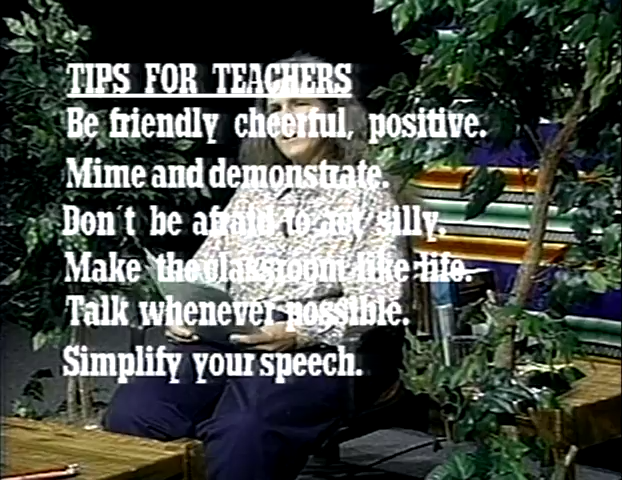 TIPS FOR TEACHERS
Be friendly cheerful, positive.
Mime and demonstrate.
Don't be afraid to act silly.
Make the classroom like life.
Talk whenever possible.
Simplify your speech.